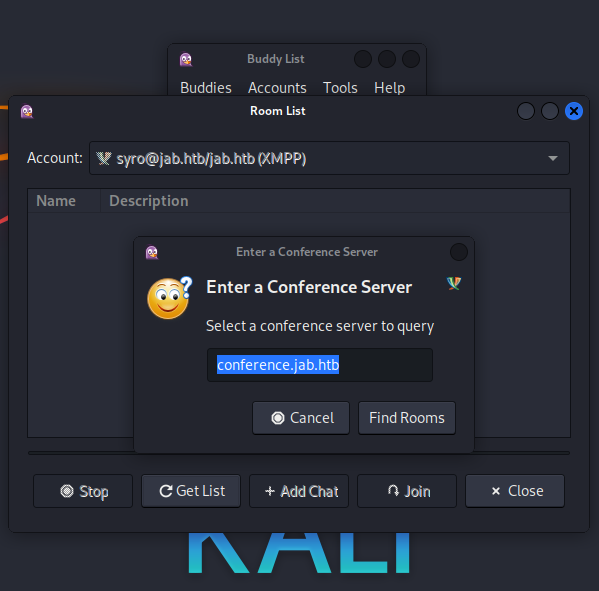 Buddy List
Buddies Accounts Tools Help
Room List
Account: syro@jab.htb/jab.htb (XMPP)
Name Description
Enter a Conference Server
Enter a Conference Server
Select a conference server to query
conference.jab.htb
Cancel Find Rooms
Stop Get List Add Chat Join Close
KALI